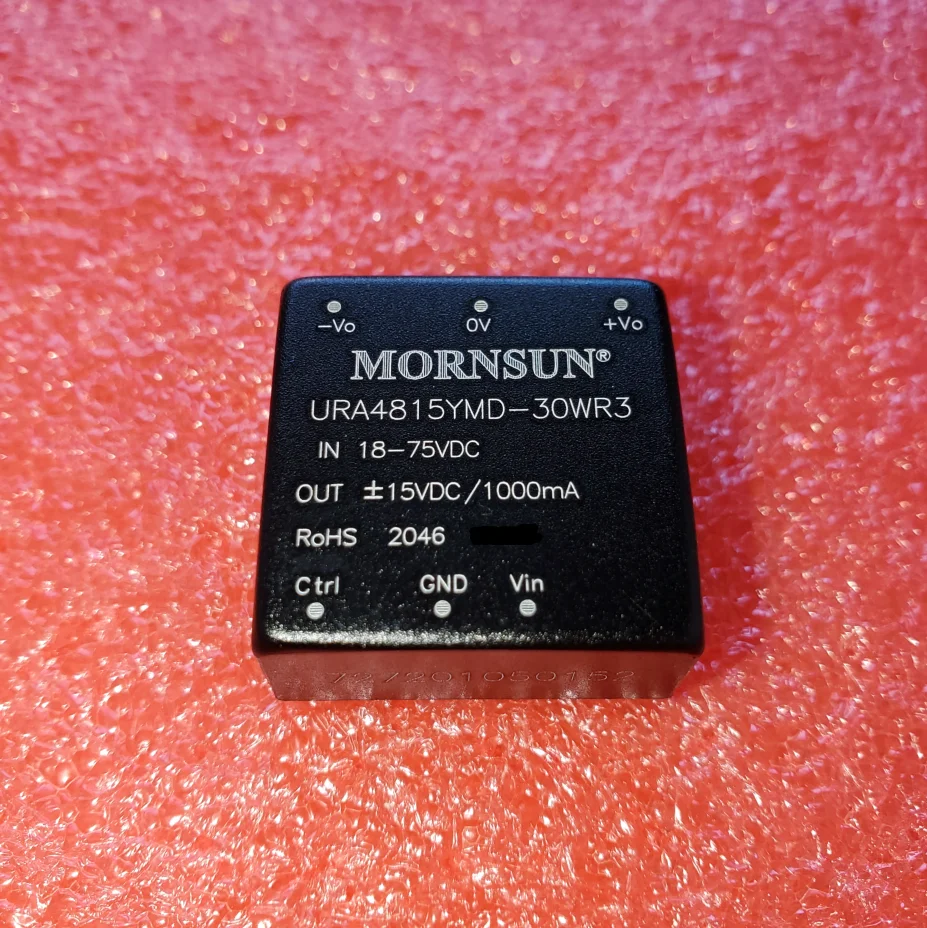 −Vo 0V +Vo
MORNSUN®
URA4815YMD−30WR3
IN 18−75VDC
OUT ±15VDC/1000mA
RoHS 2046
Ctrl GND Vin